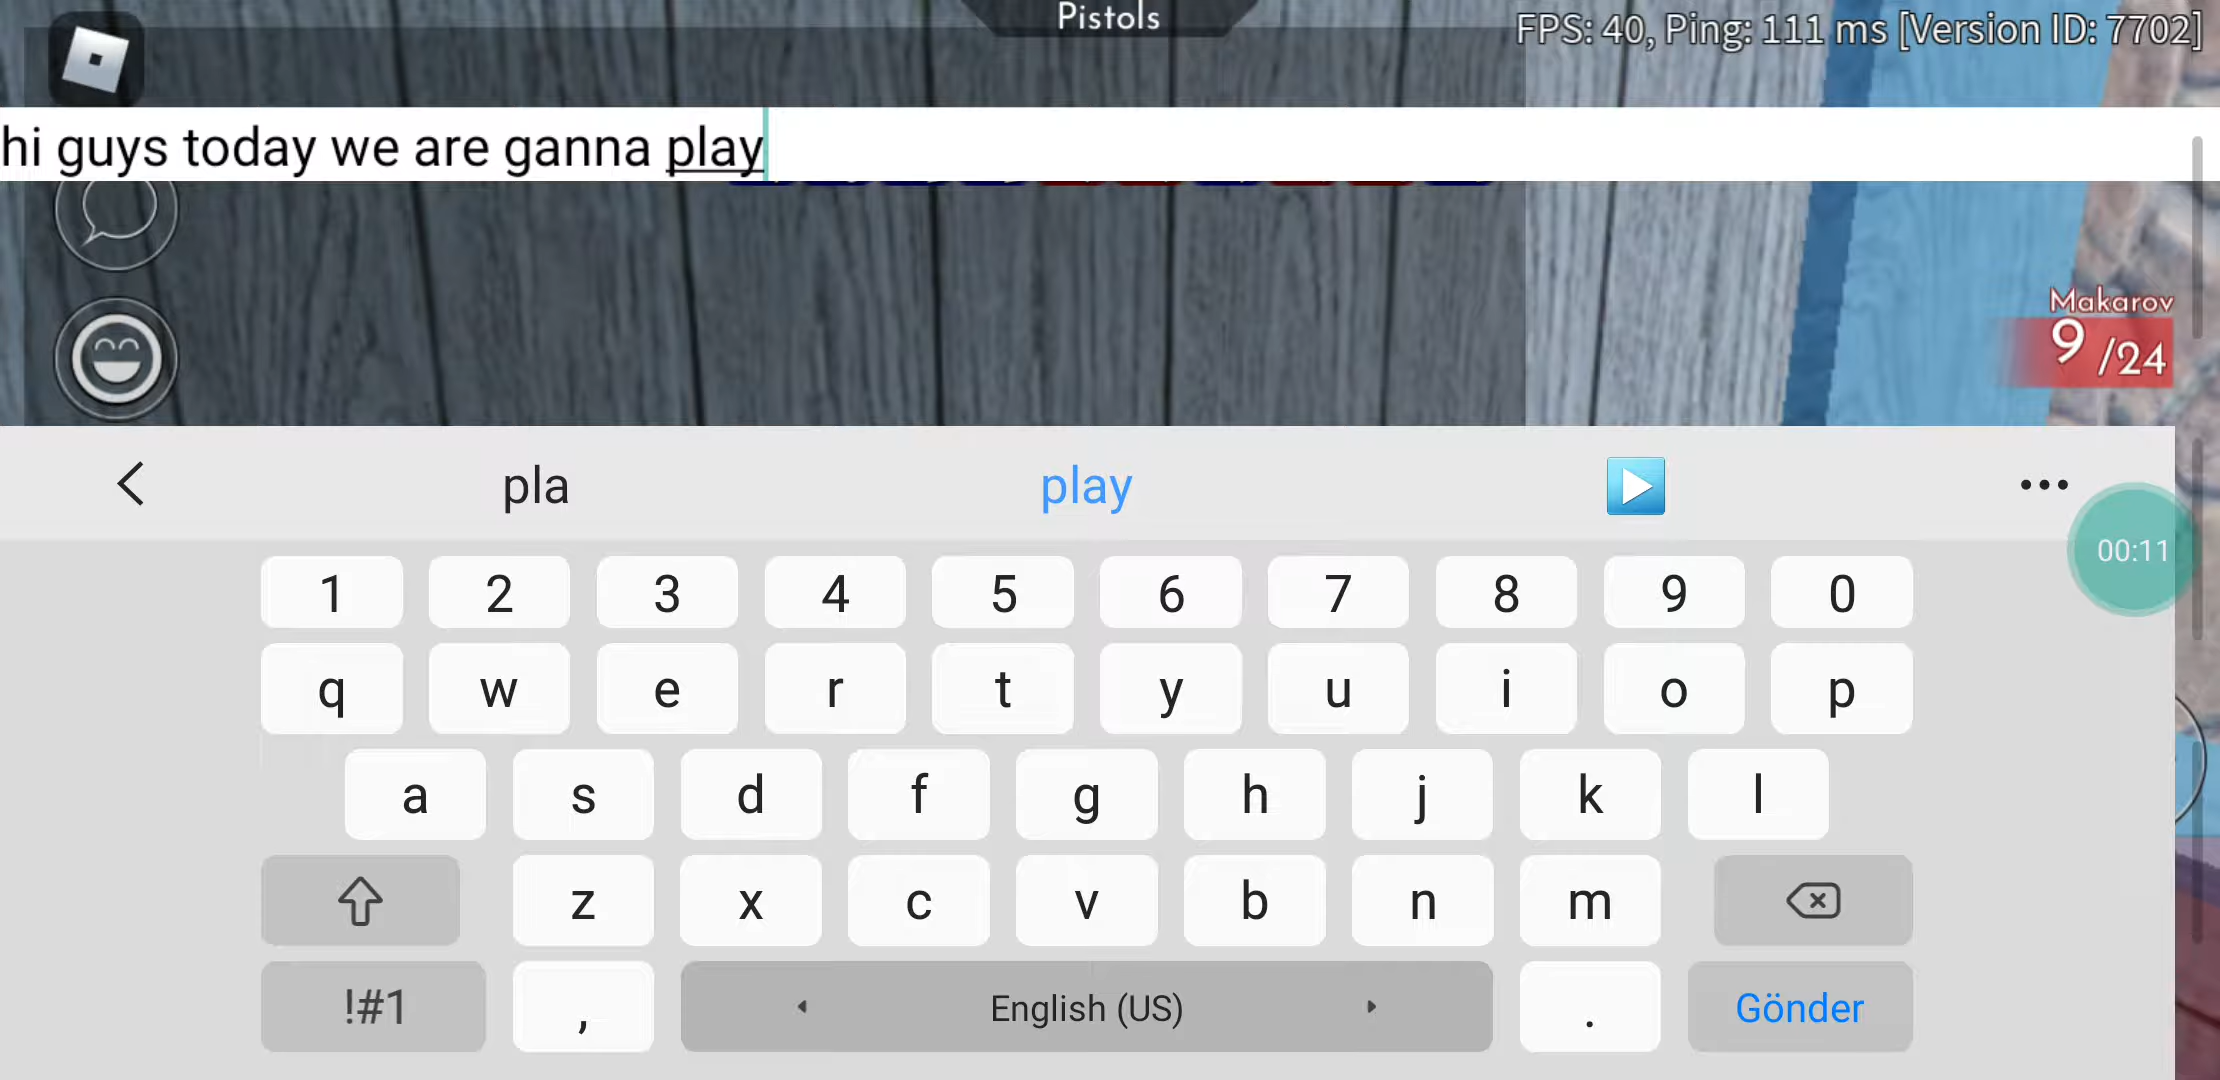 Pistols
FPS: 40, Ping: 111 ms [Version ID: 7702]
hi guys today we are ganna play
Makarov
9/24
pla play
00:11
1 2 3 4 5 6 7 8 9 0
q w e r t y u i o p
a s d f g h j k l
z x c v b n m
!#1 , English (US) . Gönder